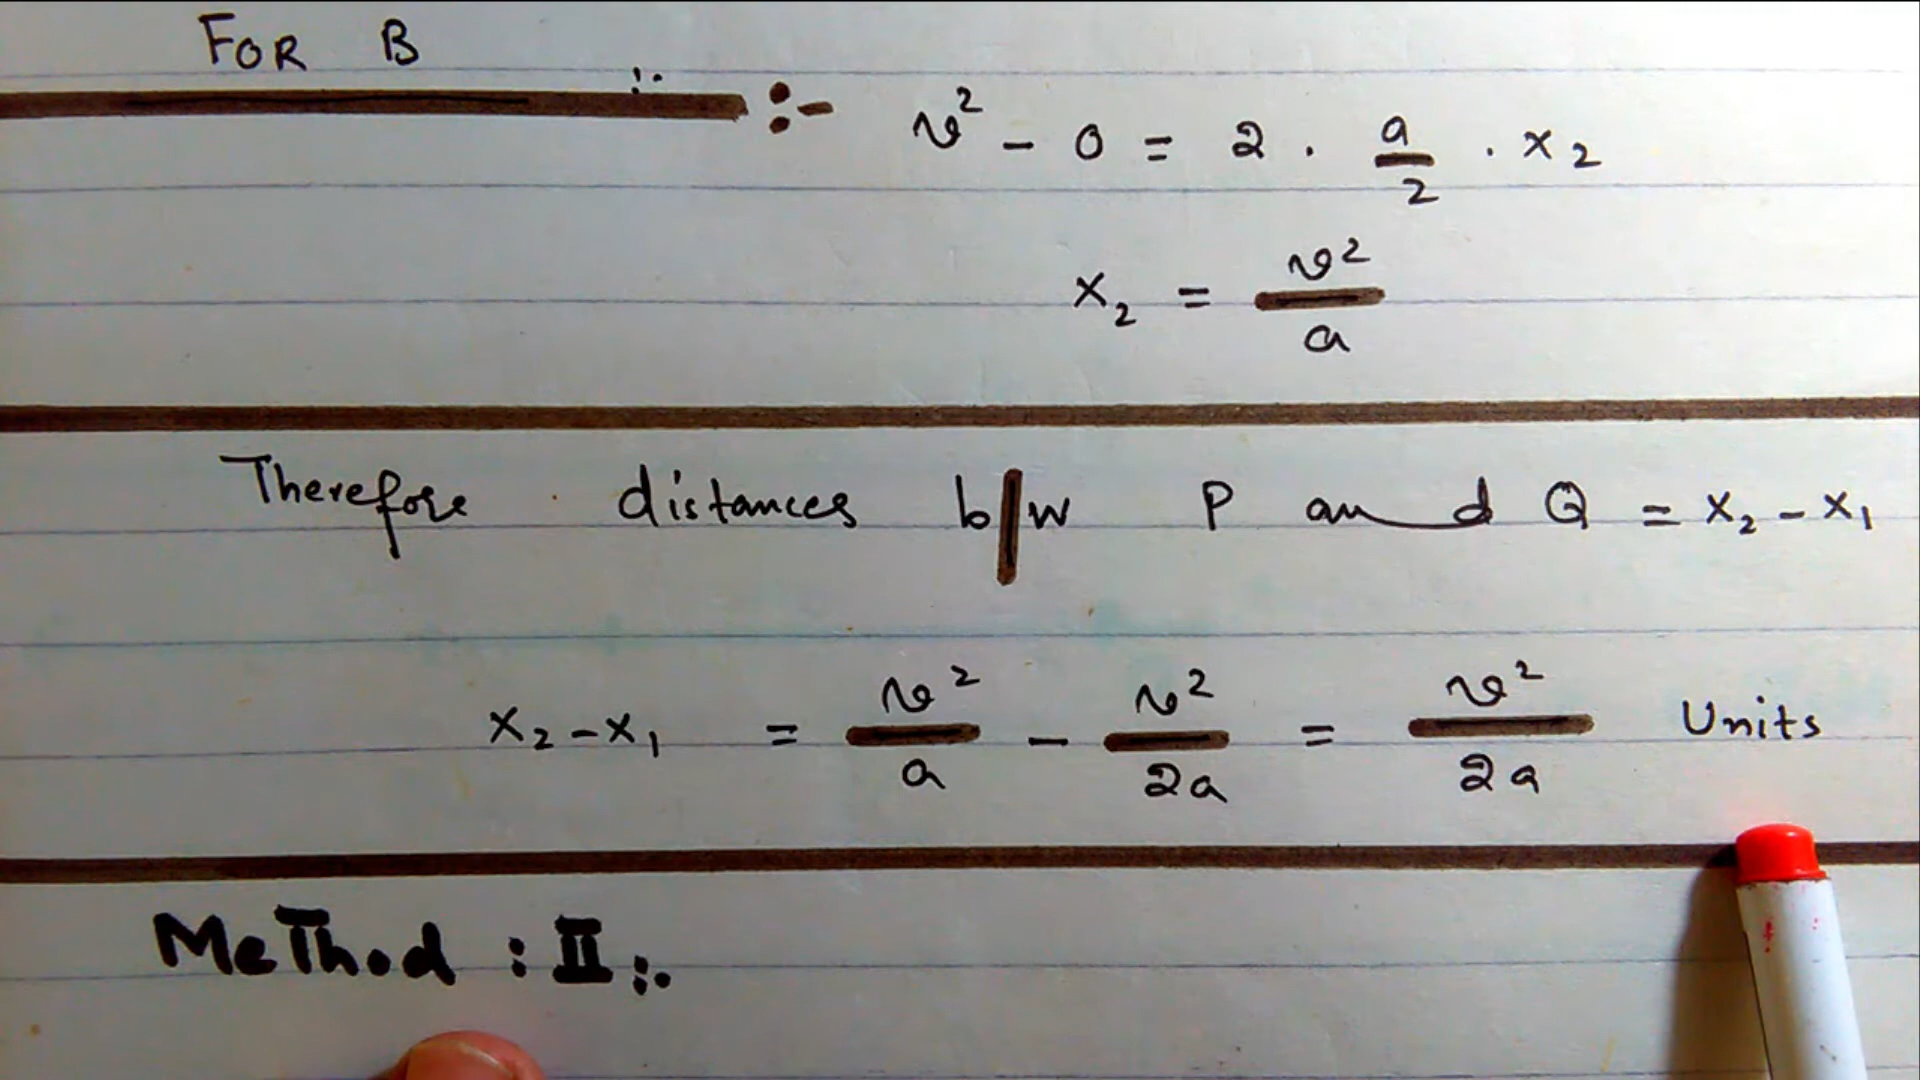 FOR B :-
v² - 0 = 2 . a/2 . x₂
x₂ = v²/a
Therefore distances b/w P and Q = x₂ - x₁
x₂ - x₁ = v²/a - v²/2a = v²/2a Units
Method : II :.